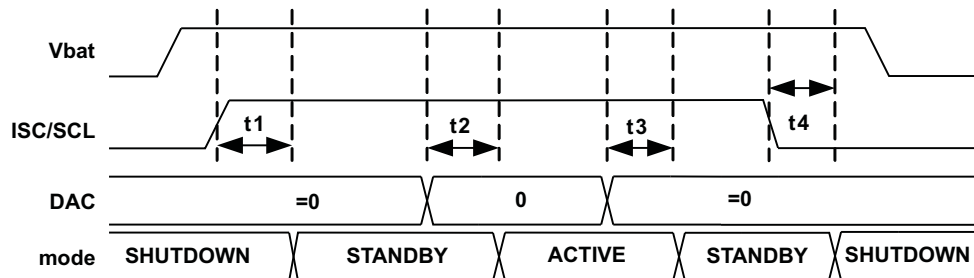 Vbat
ISC/SCL t1 t2 t3 t4
DAC =0 0 =0
mode SHUTDOWN STANDBY ACTIVE STANDBY SHUTDOWN